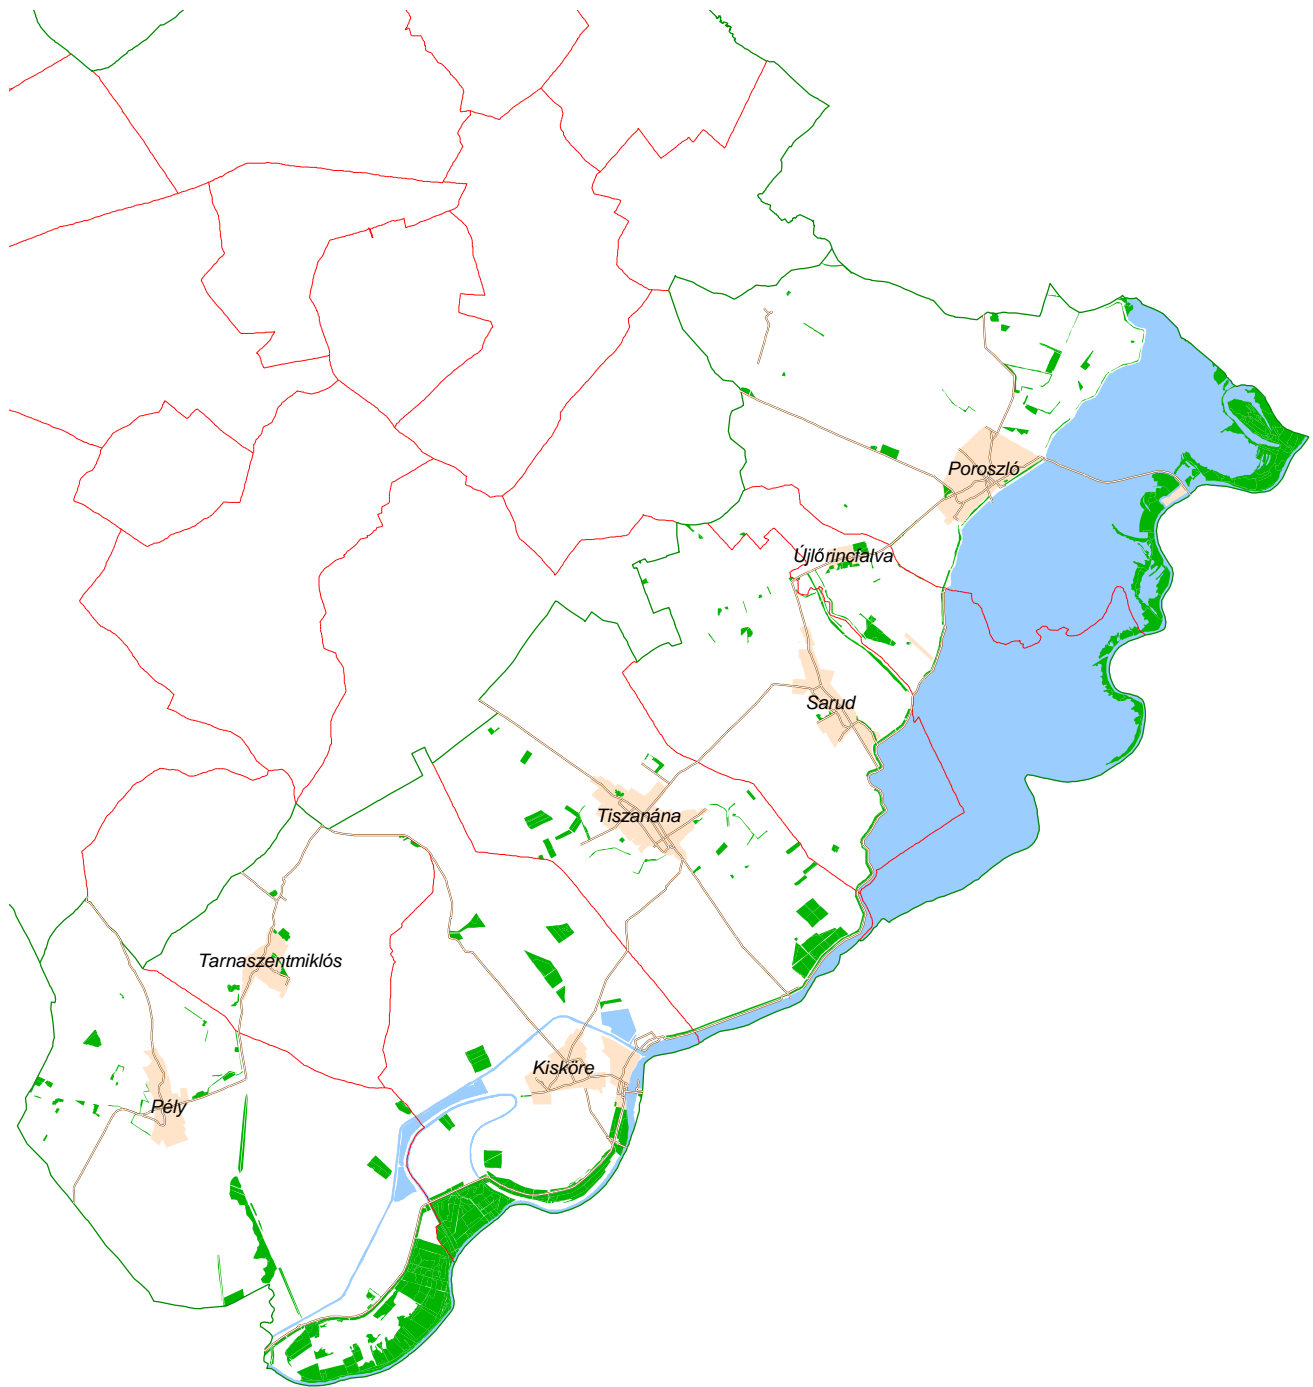 Poroszló
Újlőrincfalva
Sarud
Tiszanána
Tarnaszentmiklós
Kisköre
Pély